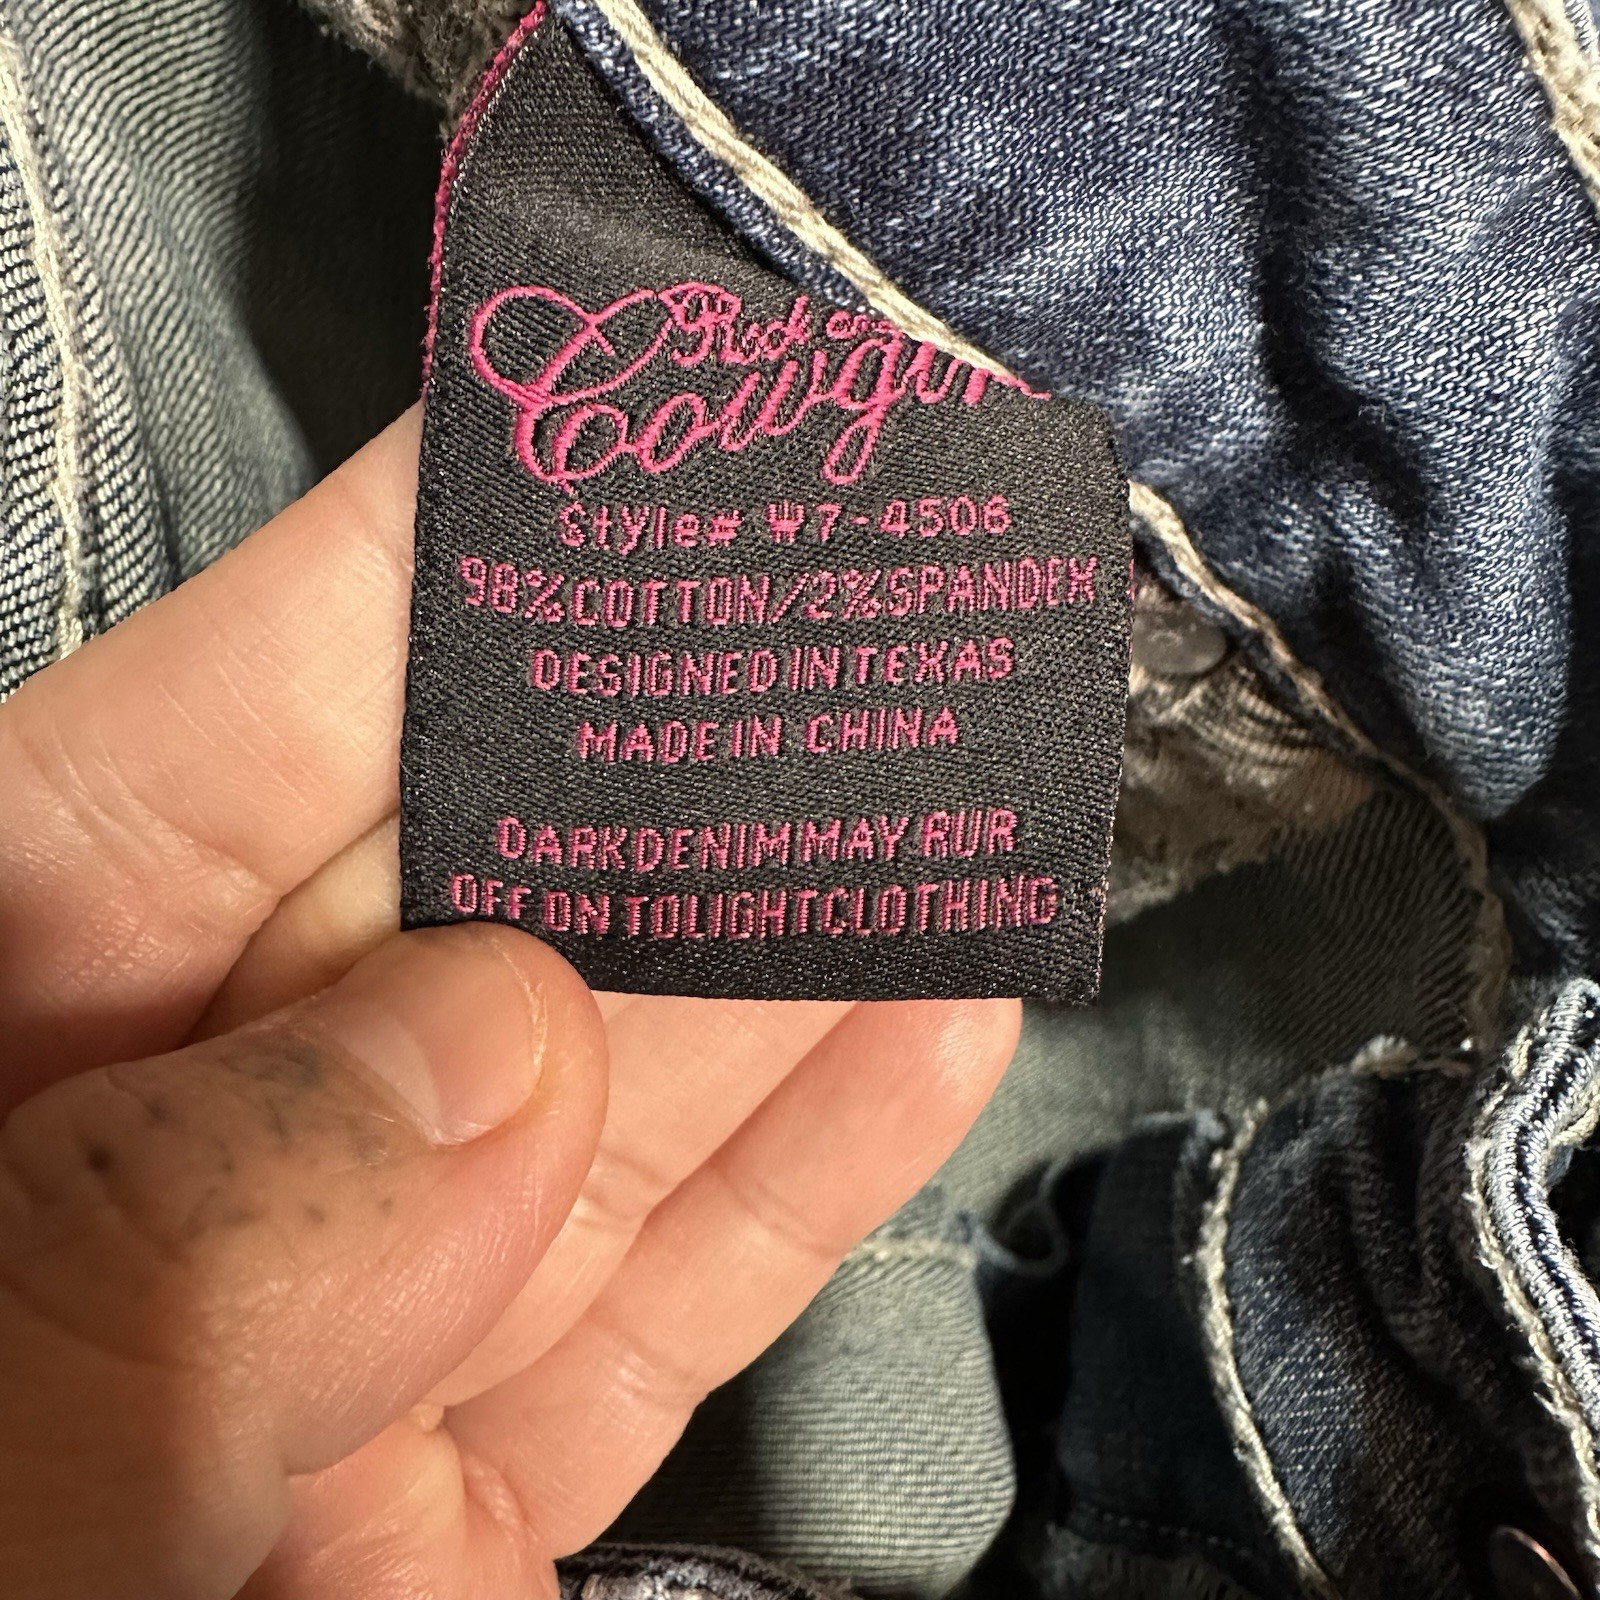 Rock and
Cowgirl
Style# W7-4506
98%COTTON/2%SPANDEX
DESIGNED IN TEXAS
MADE IN CHINA
DARK DENIM MAY RUR
OFF ON TO LIGHT CLOTHING